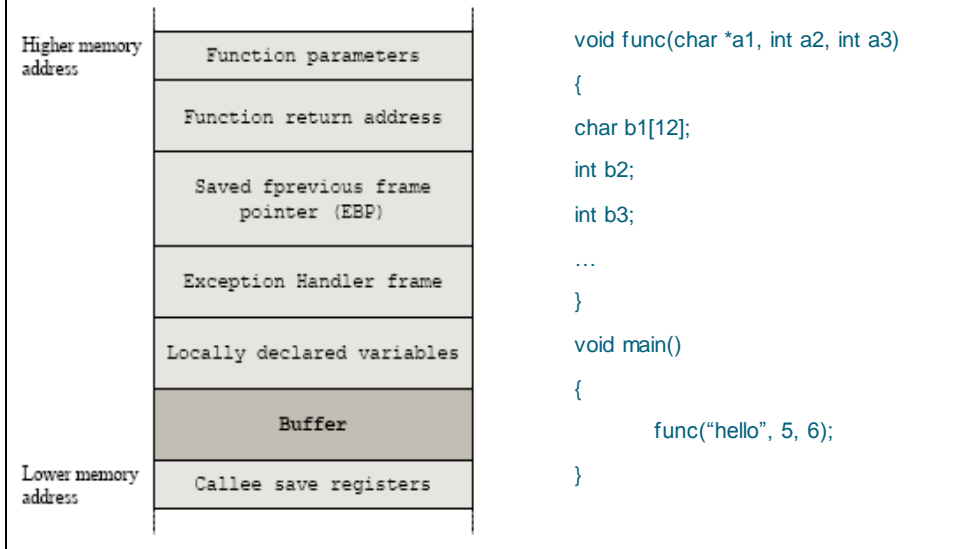 Higher memory
address
Function parameters
Function return address
Saved fprevious frame
pointer (EBP)
Exception Handler frame
Locally declared variables
Buffer
Lower memory
address
Callee save registers
void func(char *a1, int a2, int a3)
{
char b1[12];
int b2;
int b3;
…
}
void main()
{
func(“hello”, 5, 6);
}